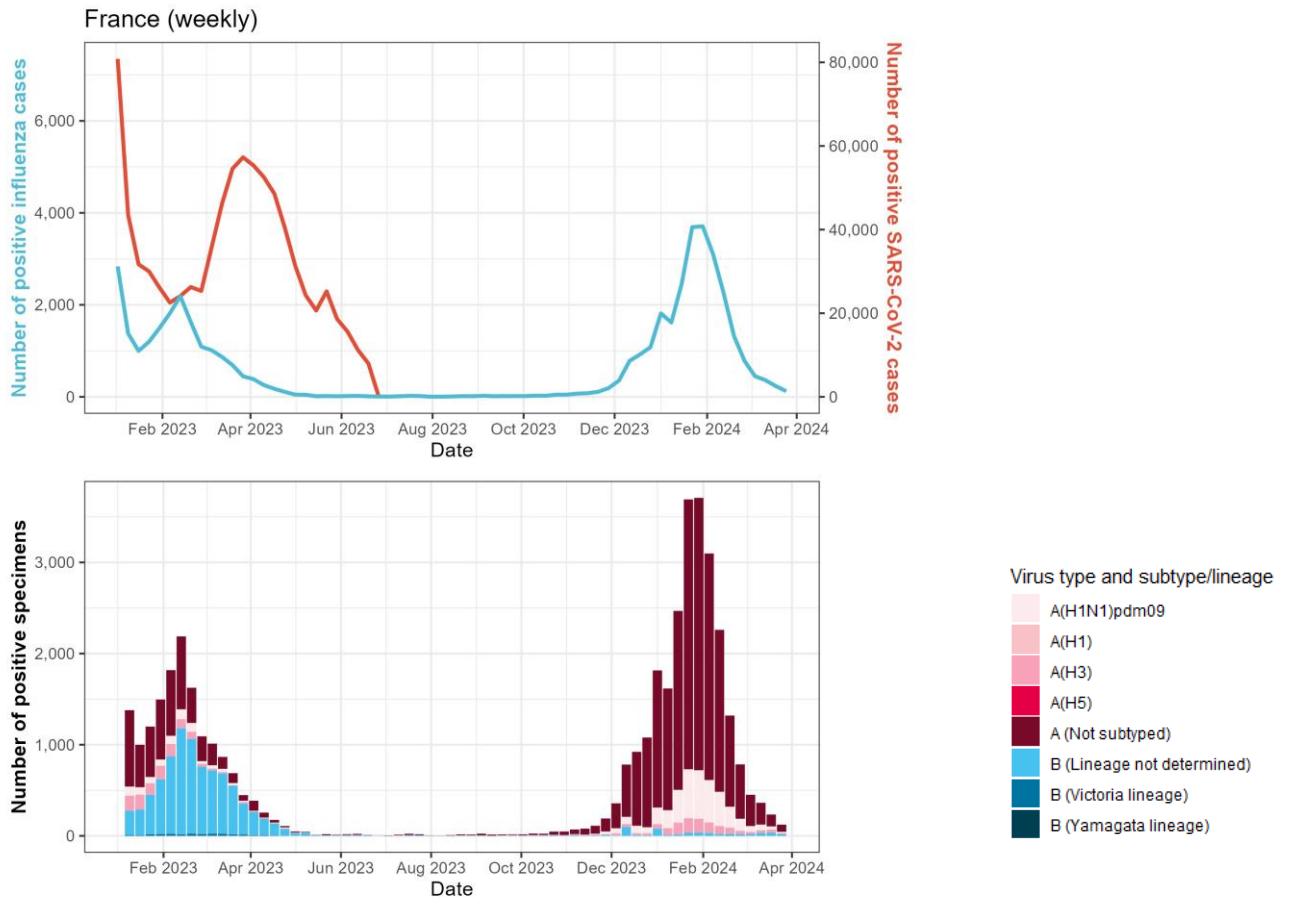 France (weekly)
Number of positive influenza cases
6,000
4,000
2,000
0
80,000
60,000
40,000
20,000
0
Number of positive SARS-CoV-2 cases
Feb 2023 Apr 2023 Jun 2023 Aug 2023 Oct 2023 Dec 2023 Feb 2024 Apr 2024
Date
Number of positive specimens
3,000
2,000
1,000
0
Feb 2023 Apr 2023 Jun 2023 Aug 2023 Oct 2023 Dec 2023 Feb 2024 Apr 2024
Date
Virus type and subtype/lineage
A(H1N1)pdm09
A(H1)
A(H3)
A(H5)
A (Not subtyped)
B (Lineage not determined)
B (Victoria lineage)
B (Yamagata lineage)